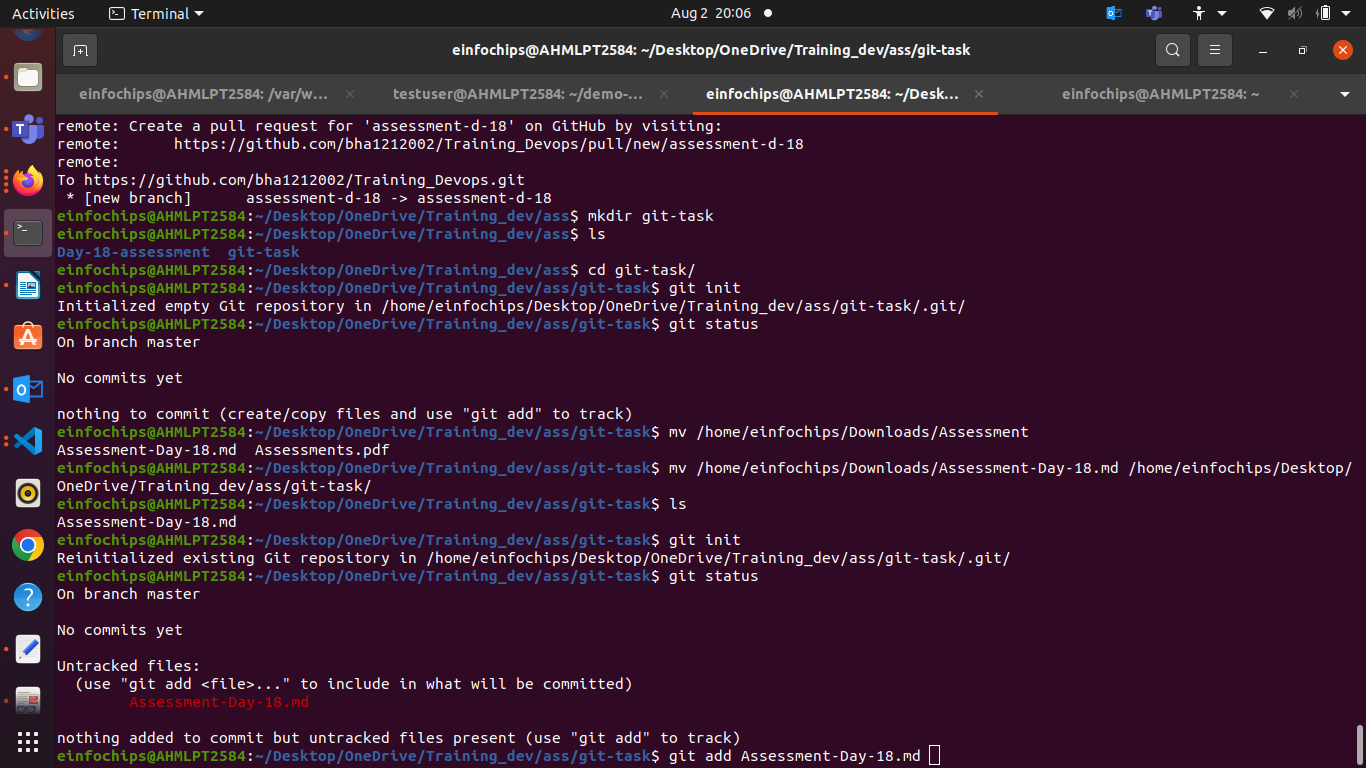 Activities
Terminal
Aug 2 20:06
einfochips@AHMLPT2584: ~/Desktop/OneDrive/Training_dev/ass/git-task
einfochips@AHMLPT2584: /var/w...
testuser@AHMLPT2584: ~/demo-...
einfochips@AHMLPT2584: ~/Desk...
einfochips@AHMLPT2584: ~
remote: Create a pull request for 'assessment-d-18' on GitHub by visiting:
remote:      https://github.com/bha1212002/Training_Devops/pull/new/assessment-d-18
remote:
To https://github.com/bha1212002/Training_Devops.git
 * [new branch]      assessment-d-18 -> assessment-d-18
einfochips@AHMLPT2584:~/Desktop/OneDrive/Training_dev/ass$ mkdir git-task
einfochips@AHMLPT2584:~/Desktop/OneDrive/Training_dev/ass$ ls
Day-18-assessment  git-task
einfochips@AHMLPT2584:~/Desktop/OneDrive/Training_dev/ass$ cd git-task/
einfochips@AHMLPT2584:~/Desktop/OneDrive/Training_dev/ass/git-task$ git init
Initialized empty Git repository in /home/einfochips/Desktop/OneDrive/Training_dev/ass/git-task/.git/
einfochips@AHMLPT2584:~/Desktop/OneDrive/Training_dev/ass/git-task$ git status
On branch master
No commits yet
nothing to commit (create/copy files and use "git add" to track)
einfochips@AHMLPT2584:~/Desktop/OneDrive/Training_dev/ass/git-task$ mv /home/einfochips/Downloads/Assessment
Assessment-Day-18.md  Assessments.pdf
einfochips@AHMLPT2584:~/Desktop/OneDrive/Training_dev/ass/git-task$ mv /home/einfochips/Downloads/Assessment-Day-18.md /home/einfochips/Desktop/
OneDrive/Training_dev/ass/git-task/
einfochips@AHMLPT2584:~/Desktop/OneDrive/Training_dev/ass/git-task$ ls
Assessment-Day-18.md
einfochips@AHMLPT2584:~/Desktop/OneDrive/Training_dev/ass/git-task$ git init
Reinitialized existing Git repository in /home/einfochips/Desktop/OneDrive/Training_dev/ass/git-task/.git/
einfochips@AHMLPT2584:~/Desktop/OneDrive/Training_dev/ass/git-task$ git status
On branch master
No commits yet
Untracked files:
  (use "git add <file>..." to include in what will be committed)
        Assessment-Day-18.md
nothing added to commit but untracked files present (use "git add" to track)
einfochips@AHMLPT2584:~/Desktop/OneDrive/Training_dev/ass/git-task$ git add Assessment-Day-18.md